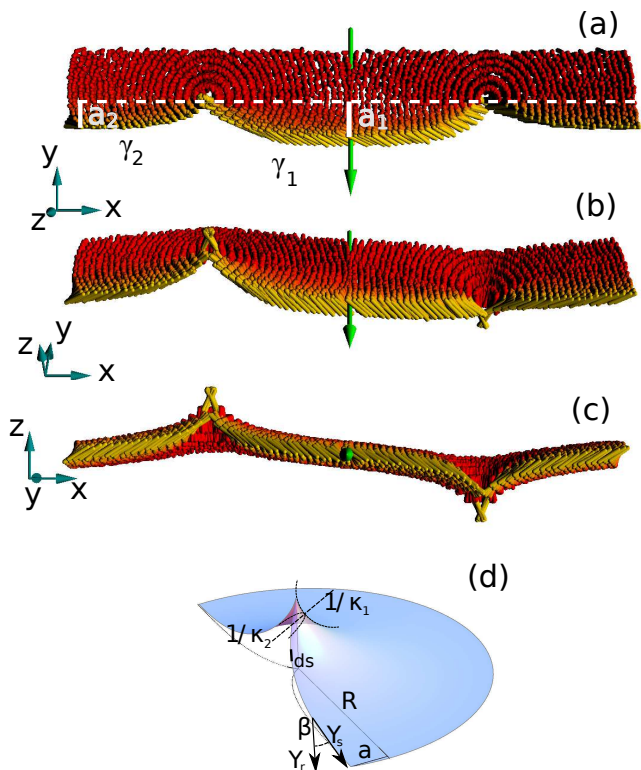 (a)
a₂
a₁
γ₂
γ₁
y
z
x
(b)
z
y
x
(c)
z
y
x
(d)
1/κ₁
1/κ₂
ds
R
β
Yₛ
a
Yᵣ